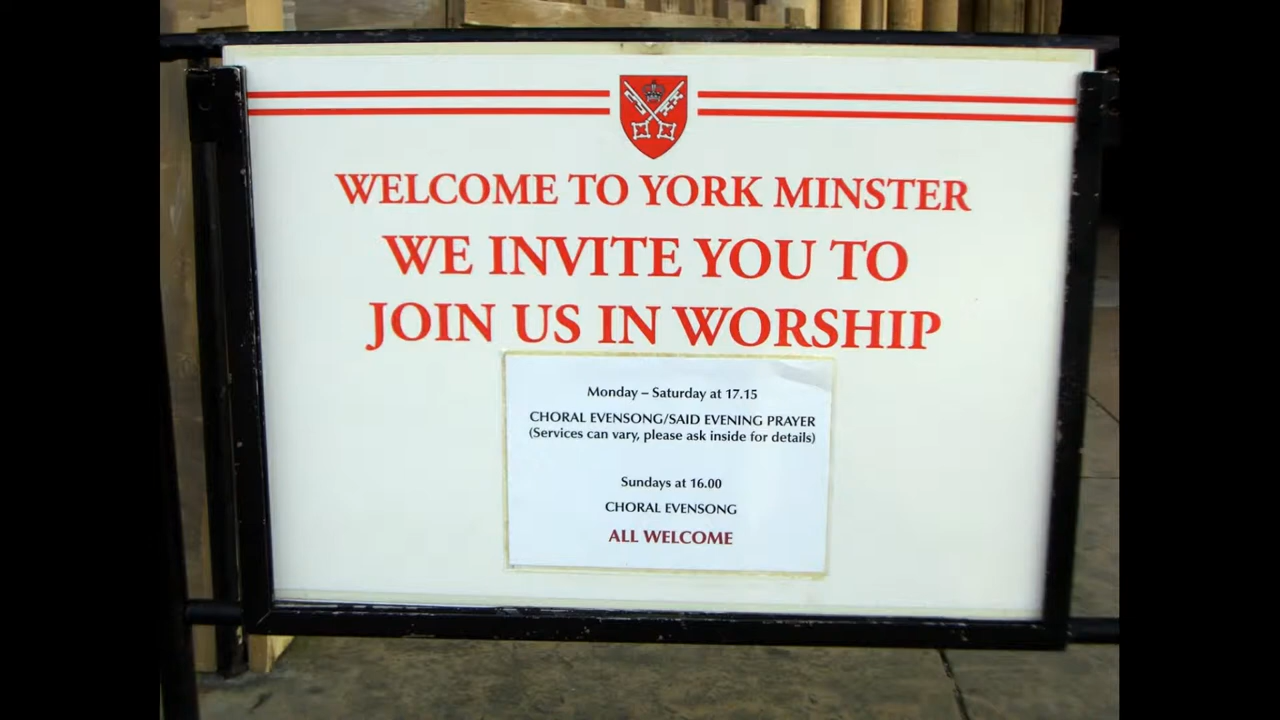 WELCOME TO YORK MINSTER
WE INVITE YOU TO
JOIN US IN WORSHIP
Monday – Saturday at 17.15
CHORAL EVENSONG/SAID EVENING PRAYER
(Services can vary, please ask inside for details)
Sundays at 16.00
CHORAL EVENSONG
ALL WELCOME